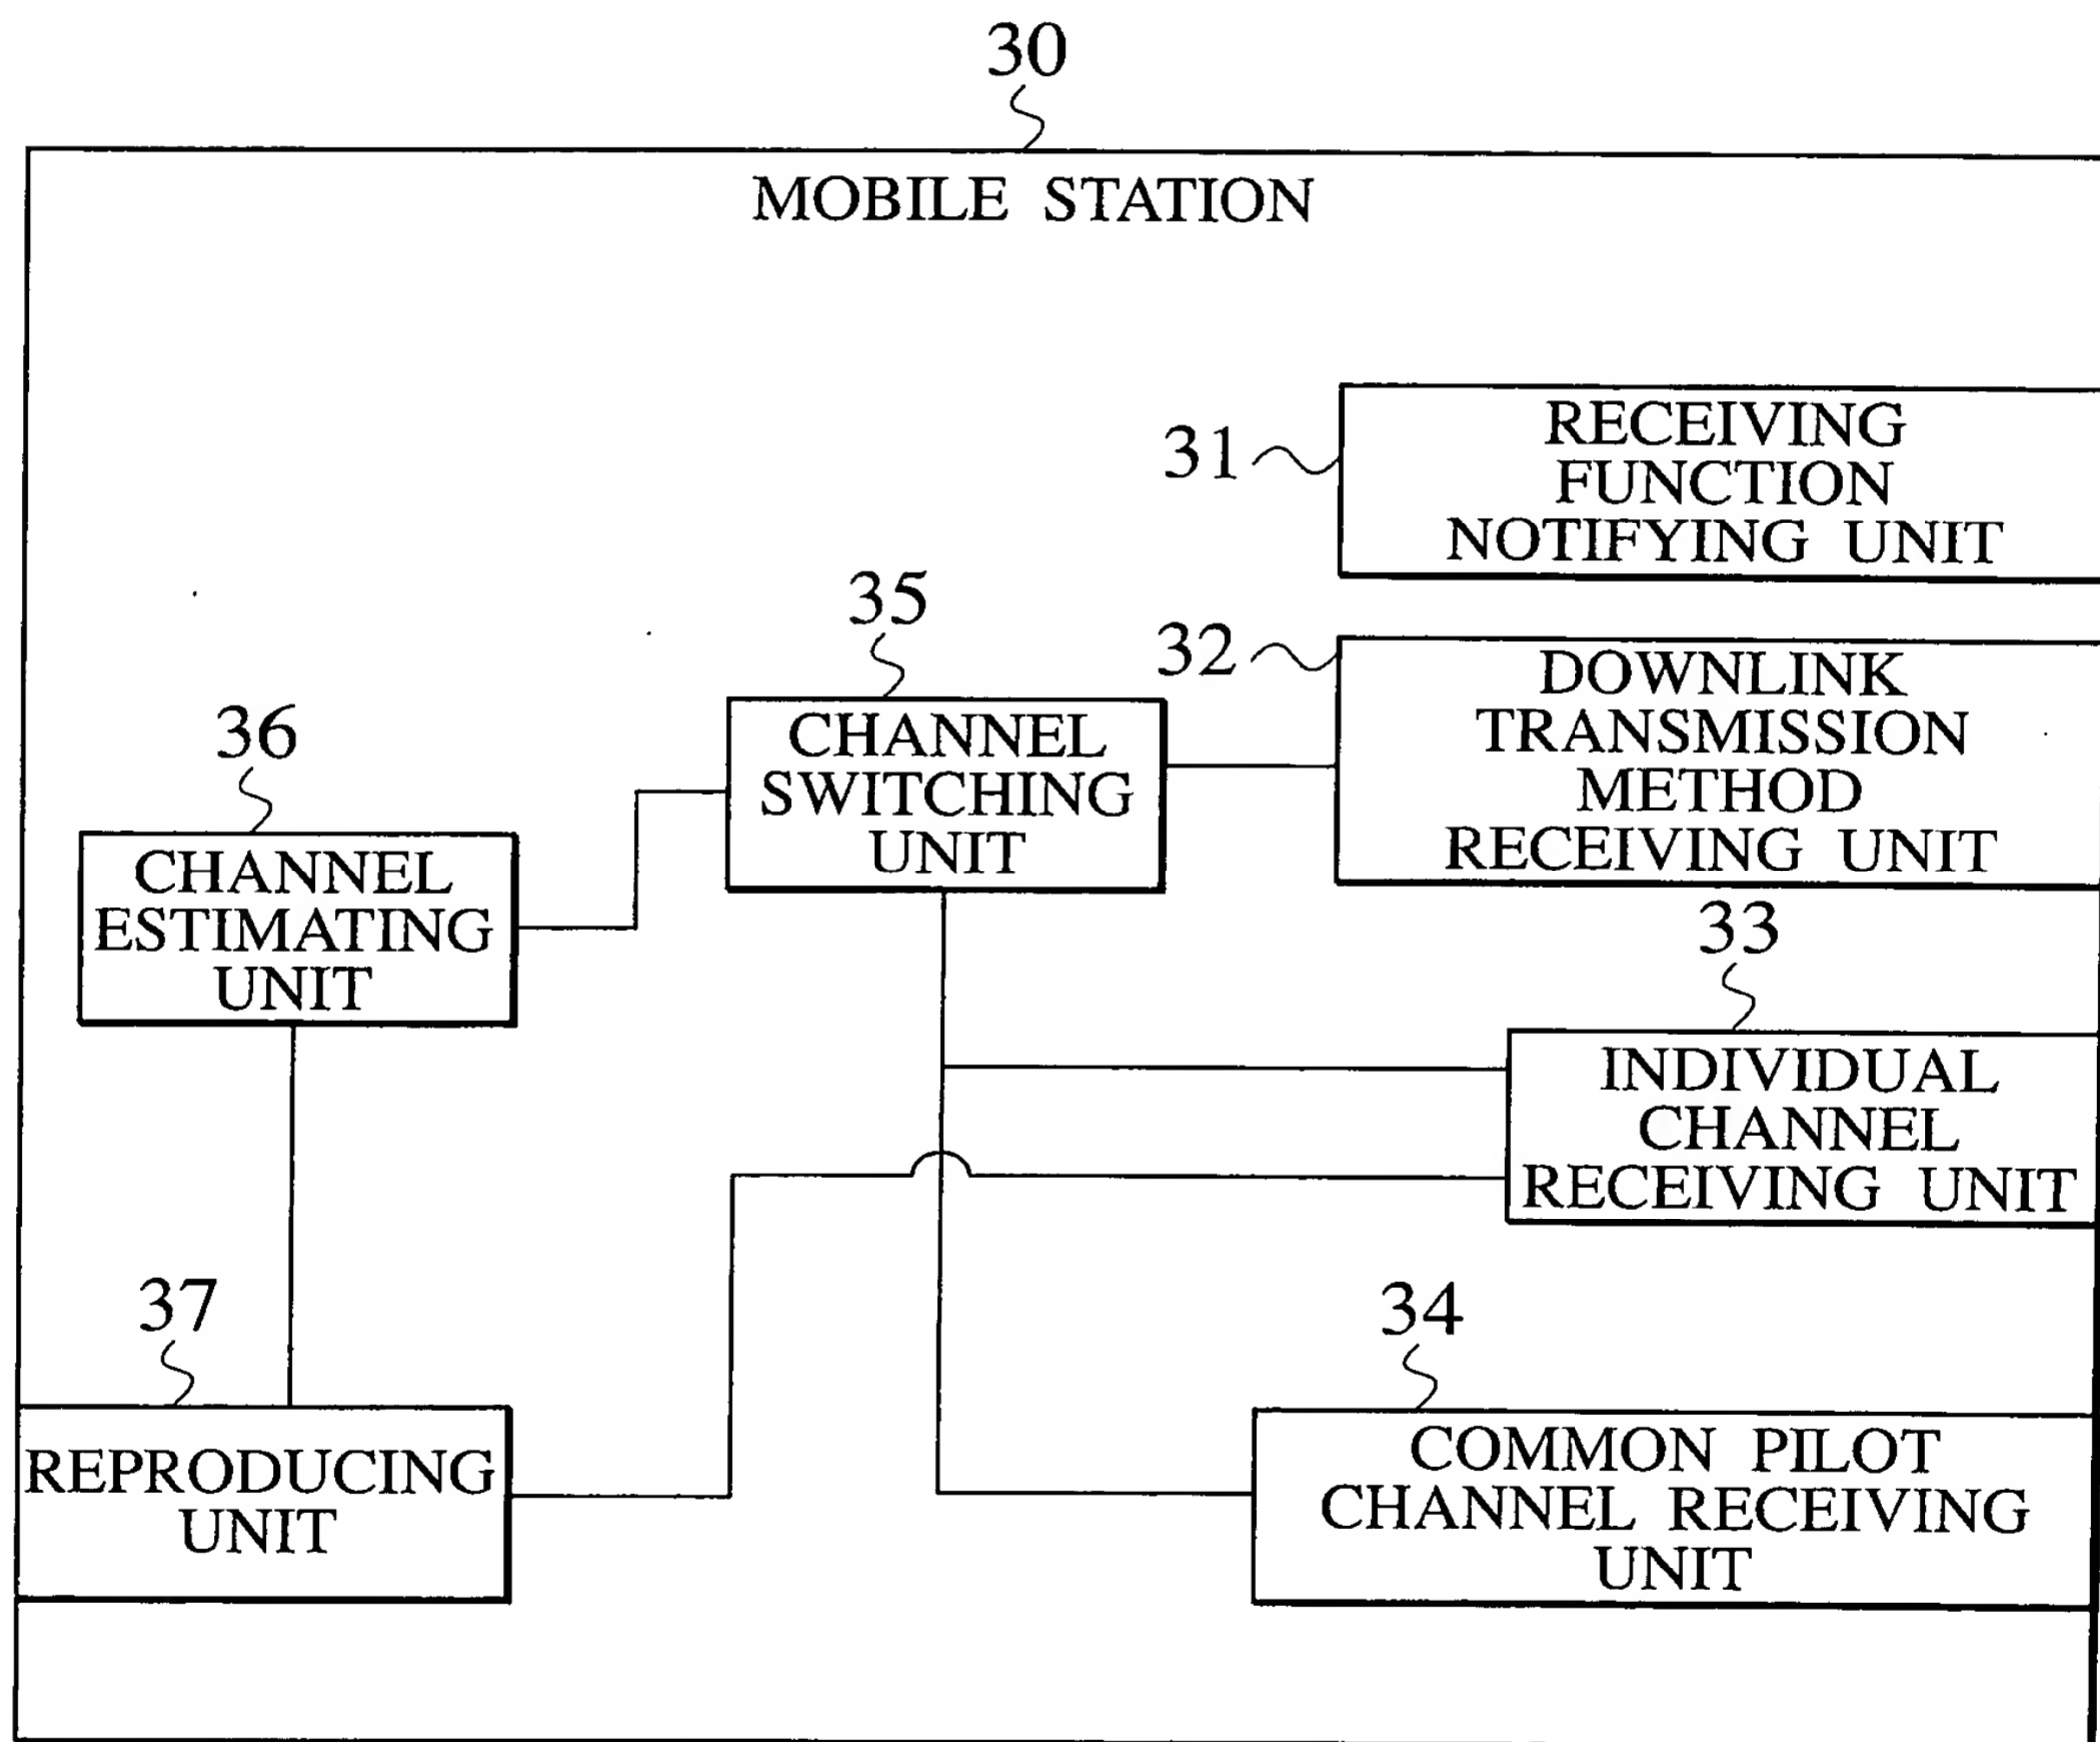 30
MOBILE STATION
31
RECEIVING
FUNCTION
NOTIFYING UNIT
35
CHANNEL
SWITCHING
UNIT
32
DOWNLINK
TRANSMISSION
METHOD
RECEIVING UNIT
36
CHANNEL
ESTIMATING
UNIT
33
INDIVIDUAL
CHANNEL
RECEIVING UNIT
37
REPRODUCING
UNIT
34
COMMON PILOT
CHANNEL RECEIVING
UNIT